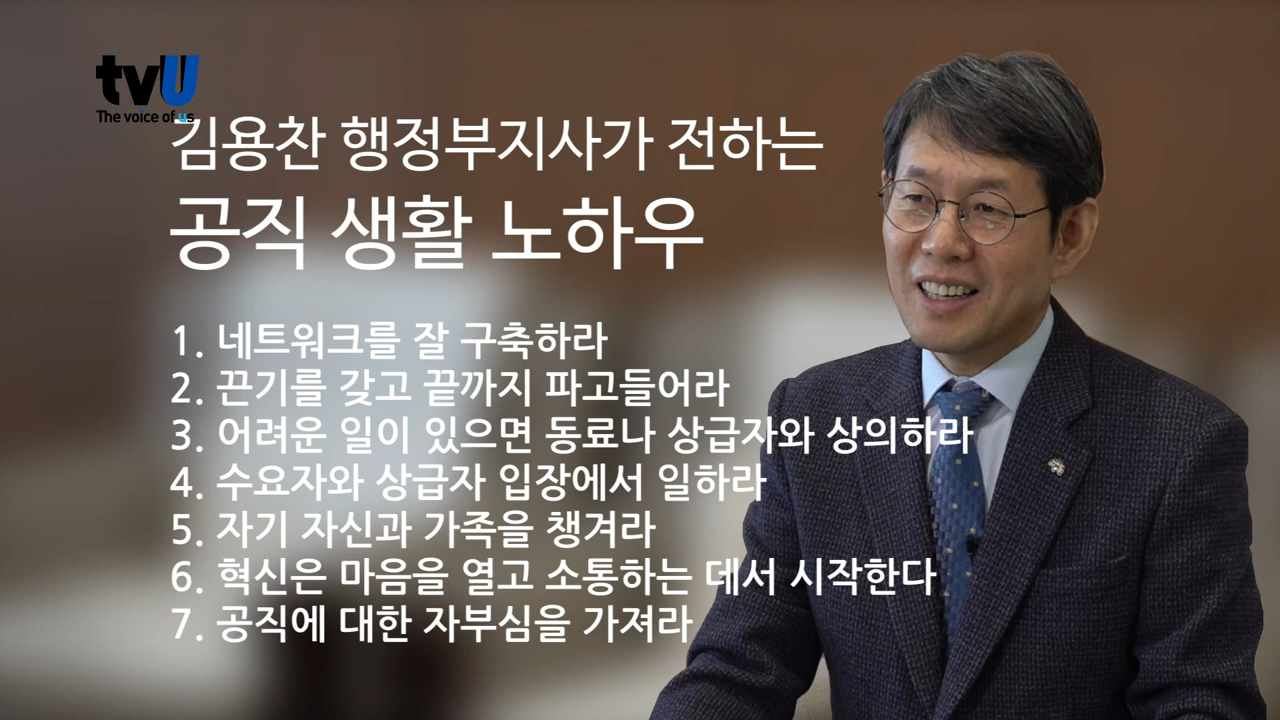 tvU
The voice of us
김용찬 행정부지사가 전하는
공직 생활 노하우
1. 네트워크를 잘 구축하라
2. 끈기를 갖고 끝까지 파고들어라
3. 어려운 일이 있으면 동료나 상급자와 상의하라
4. 수요자와 상급자 입장에서 일하라
5. 자기 자신과 가족을 챙겨라
6. 혁신은 마음을 열고 소통하는 데서 시작한다
7. 공직에 대한 자부심을 가져라